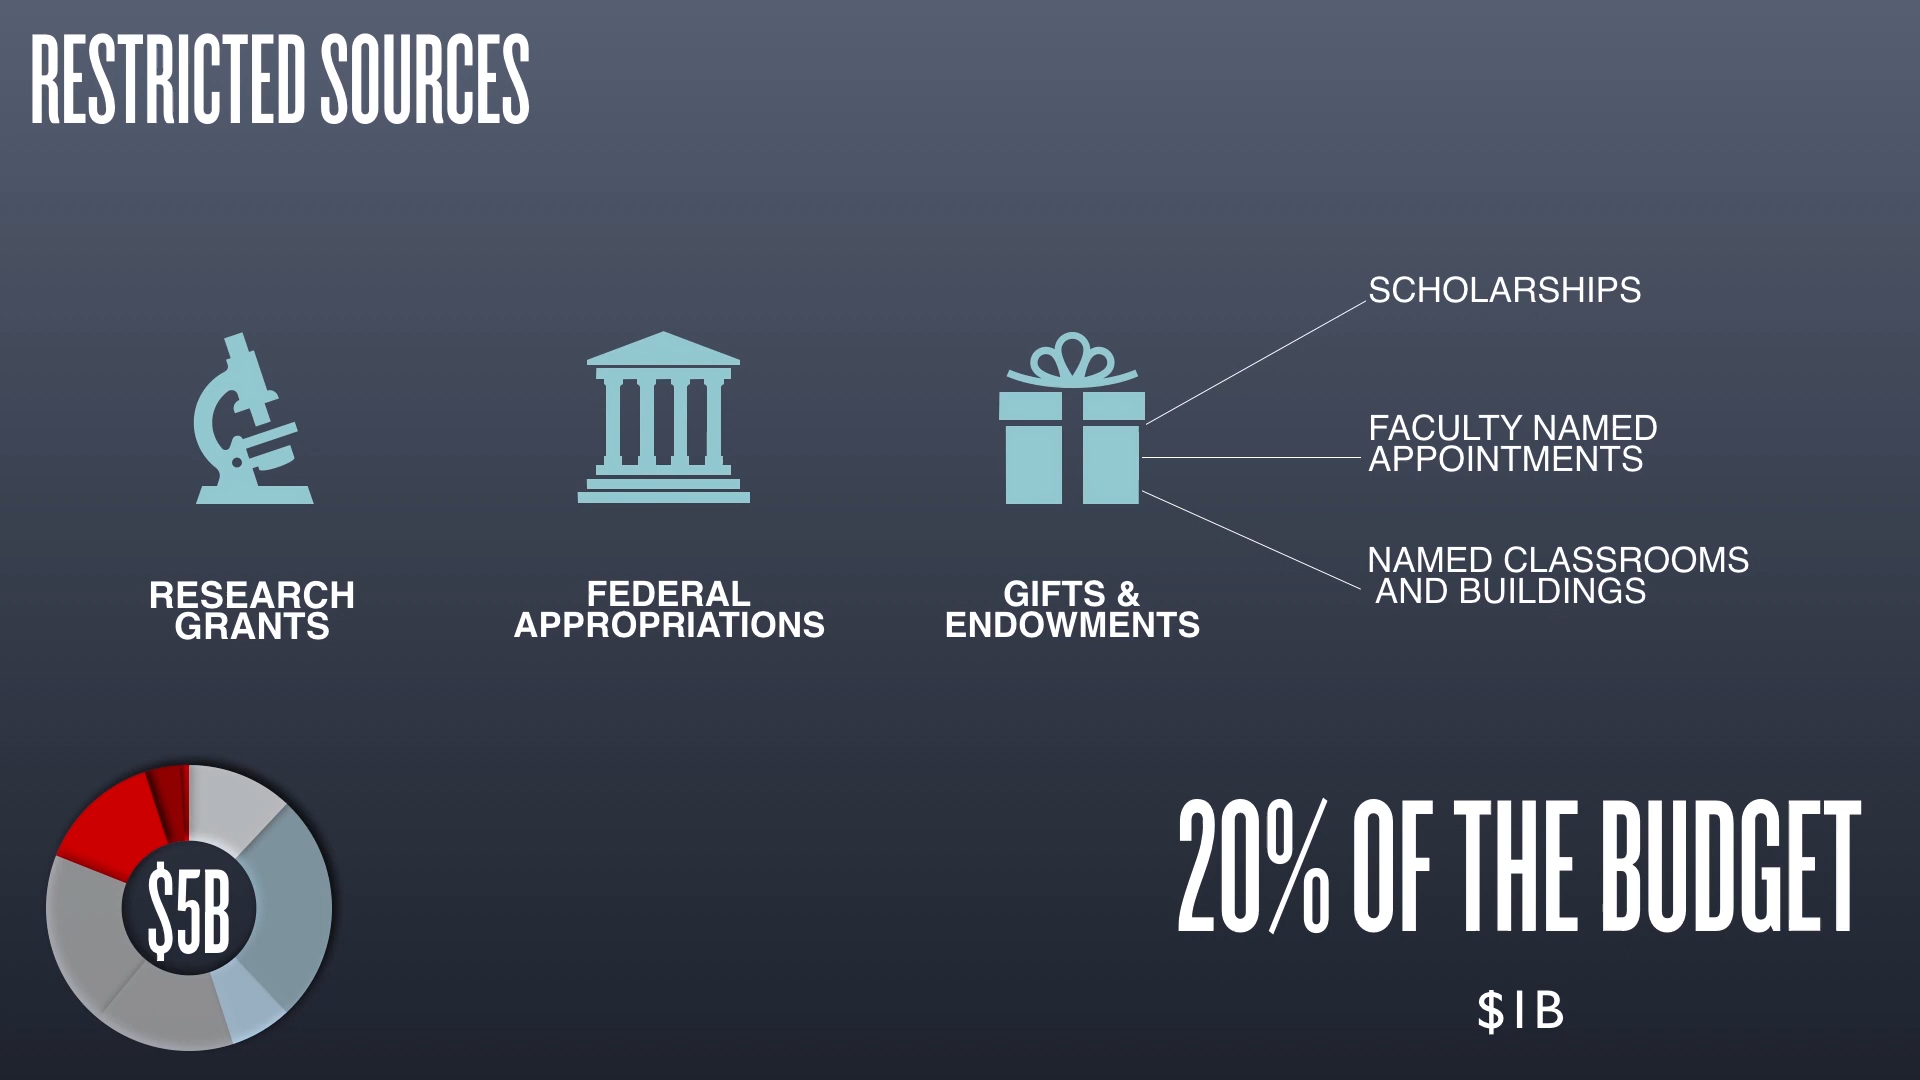 RESTRICTED SOURCES
SCHOLARSHIPS
FACULTY NAMED
APPOINTMENTS
NAMED CLASSROOMS
AND BUILDINGS
RESEARCH
GRANTS
FEDERAL
APPROPRIATIONS
GIFTS &
ENDOWMENTS
$5B
20% OF THE BUDGET
$1B